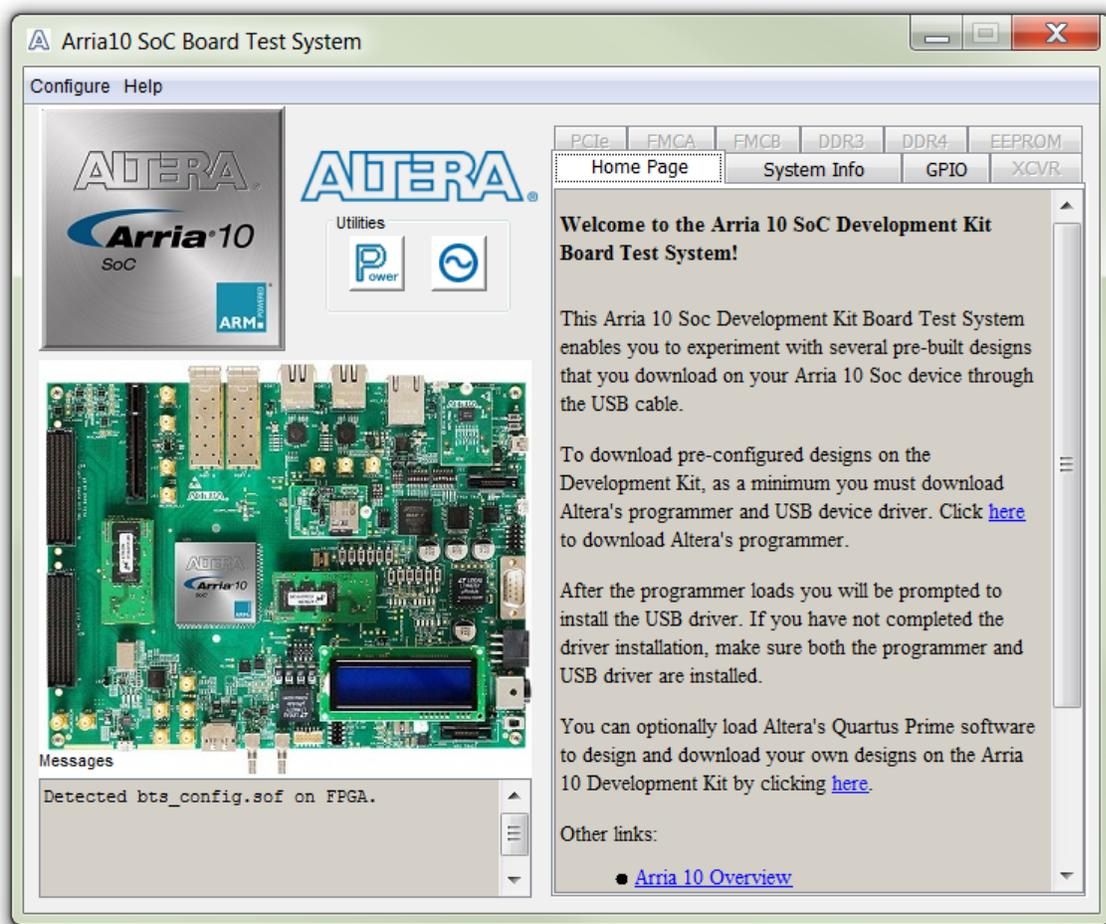 Arria10 SoC Board Test System
Configure Help
ALTERA
Arria 10
SoC
ARM
POWERED
ALTERA
Utilities
Power
PCIe FMCA FMCB DDR3 DDR4 EEPROM
Home Page System Info GPIO XCVR
Welcome to the Arria 10 SoC Development Kit
Board Test System!
This Arria 10 Soc Development Kit Board Test System
enables you to experiment with several pre-built designs
that you download on your Arria 10 Soc device through
the USB cable.
To download pre-configured designs on the
Development Kit, as a minimum you must download
Altera's programmer and USB device driver. Click here
to download Altera's programmer.
After the programmer loads you will be prompted to
install the USB driver. If you have not completed the
driver installation, make sure both the programmer and
USB driver are installed.
You can optionally load Altera's Quartus Prime software
to design and download your own designs on the Arria
10 Development Kit by clicking here.
Other links:
Arria 10 Overview
ALTERA
ALTERA
Arria 10
SoC
Messages
Detected bts_config.sof on FPGA.